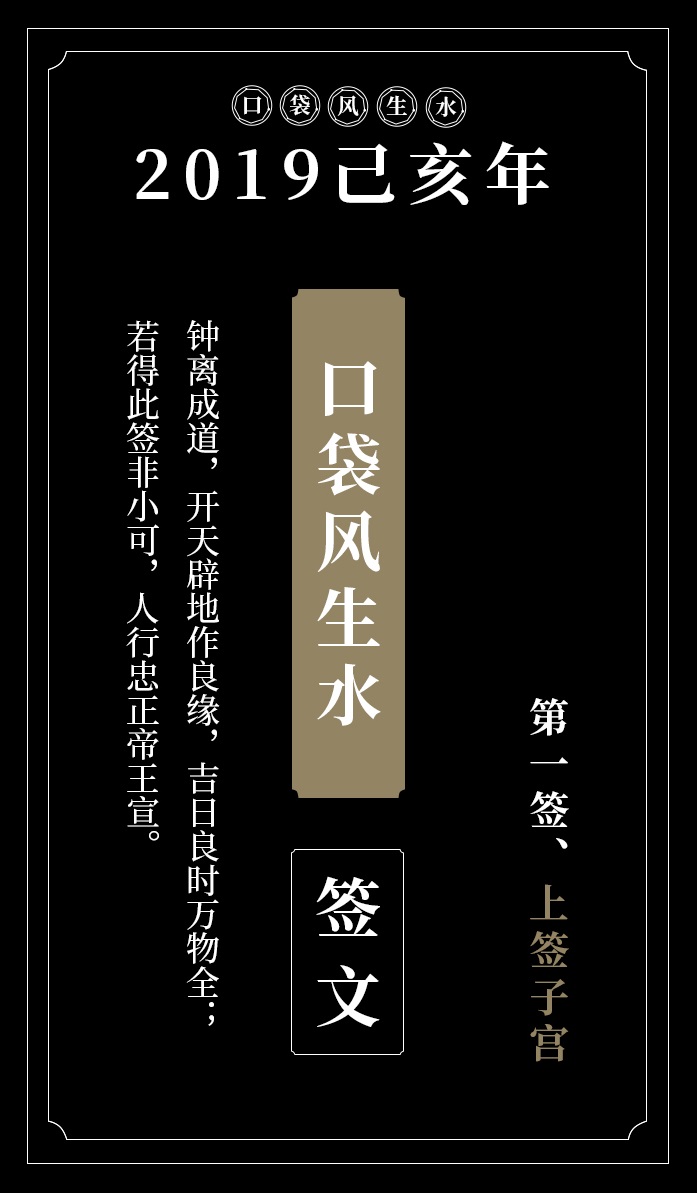 口袋风生水
2019己亥年
第一签、上签子宫
口袋风生水
签文
钟离成道，开天辟地作良缘，吉日良时万物全；
若得此签非小可，人行忠正帝王宣。